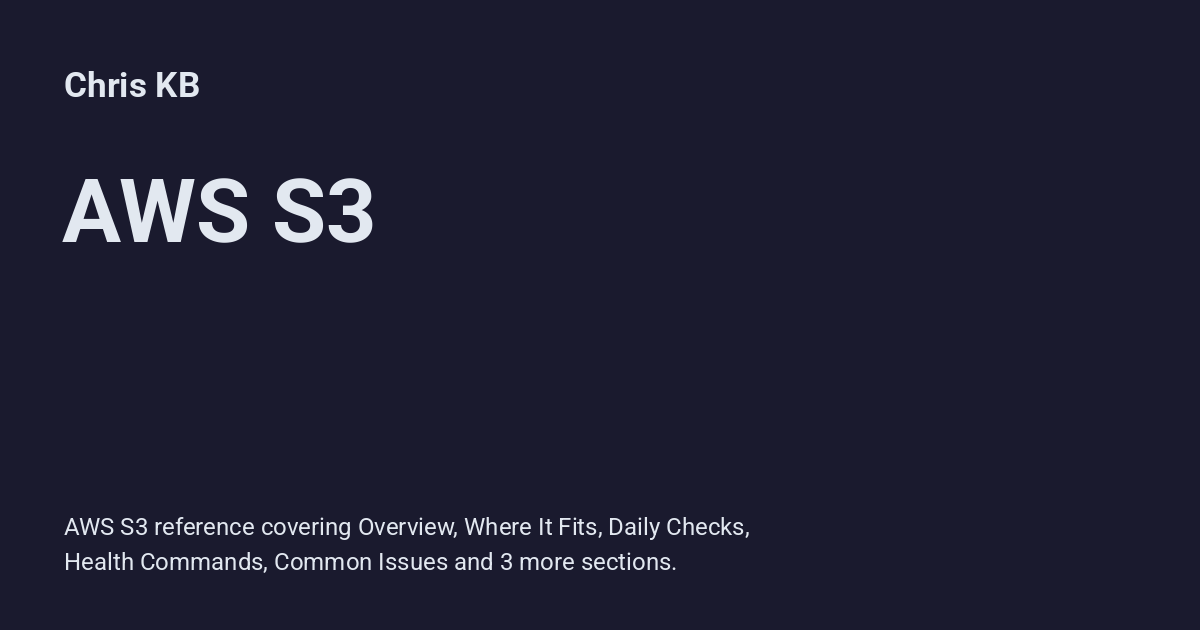 Chris KB
AWS S3
AWS S3 reference covering Overview, Where It Fits, Daily Checks,
Health Commands, Common Issues and 3 more sections.